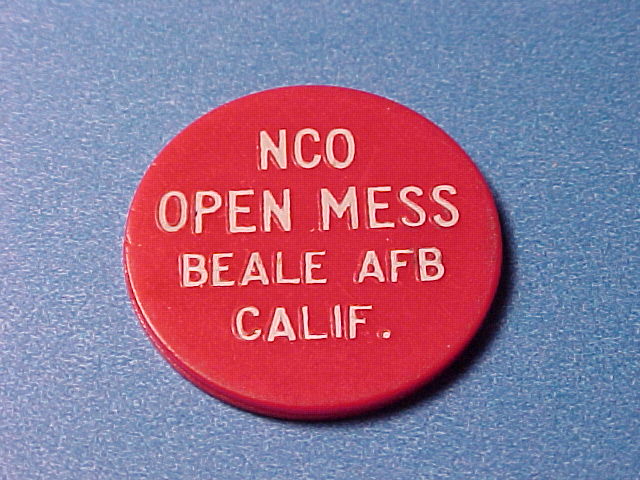 NCO
OPEN MESS
BEALE AFB
CALIF.